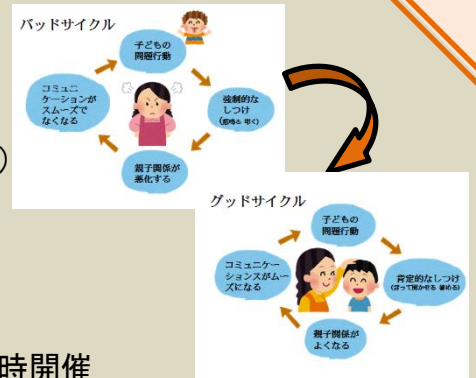 バッドサイクル
子どもの
問題行動
強制的な
しつけ
(怒鳴る 叩く)
親子関係が
悪化する
コミュニ
ケーションが
スムーズで
なくなる
グッドサイクル
子どもの
問題行動
肯定的なしつけ
(言って聞かせる 褒める)
親子関係が
よくなる
コミュニケー
ションスがムー
ズになる
時開催